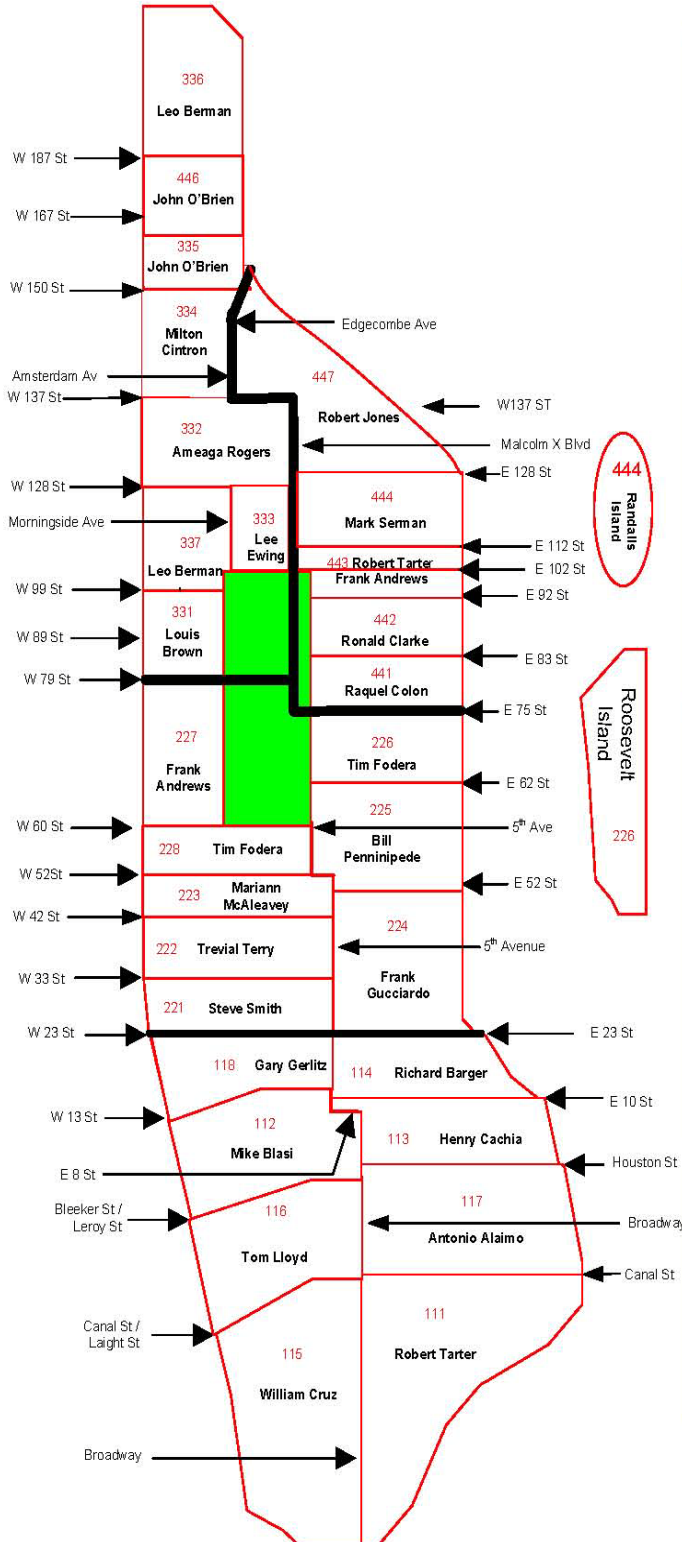 336
Leo Berman
W 187 St
446
John O'Brien
W 167 St
335
John O'Brien
W 150 St
334
Milton
Cintron
Edgecombe Ave
Amsterdam Av
447
W 137 St
Robert Jones
W137 ST
332
Ameaga Rogers
Malcolm X Blvd
E 128 St
444
Randalls
Island
W 128 St
444
Mark Serman
Morningside Ave
333
Lee
Ewing
337
Leo Berman
E 112 St
443
Robert Tarter
Frank Andrews
E 102 St
W 99 St
E 92 St
331
Louis
Brown
W 89 St
442
Ronald Clarke
E 83 St
W 79 St
441
Raquel Colon
E 75 St
Roosevelt
Island
226
227
Frank
Andrews
226
Tim Fodera
E 62 St
225
Bill
Penninipede
W 60 St
5th Ave
228
Tim Fodera
W 52St
E 52 St
223
Mariann
McAleavey
W 42 St
224
Frank
Gucciardo
222
Trevial Terry
5th Avenue
W 33 St
221
Steve Smith
W 23 St
E 23 St
118
Gary Gerlitz
114
Richard Barger
E 10 St
W 13 St
112
Mike Blasi
113
Henry Cachia
E 8 St
Houston St
Bleeker St /
Leroy St
116
Tom Lloyd
117
Antonio Alaimo
Broadway
Canal St
Canal St /
Laight St
111
Robert Tarter
115
William Cruz
Broadway